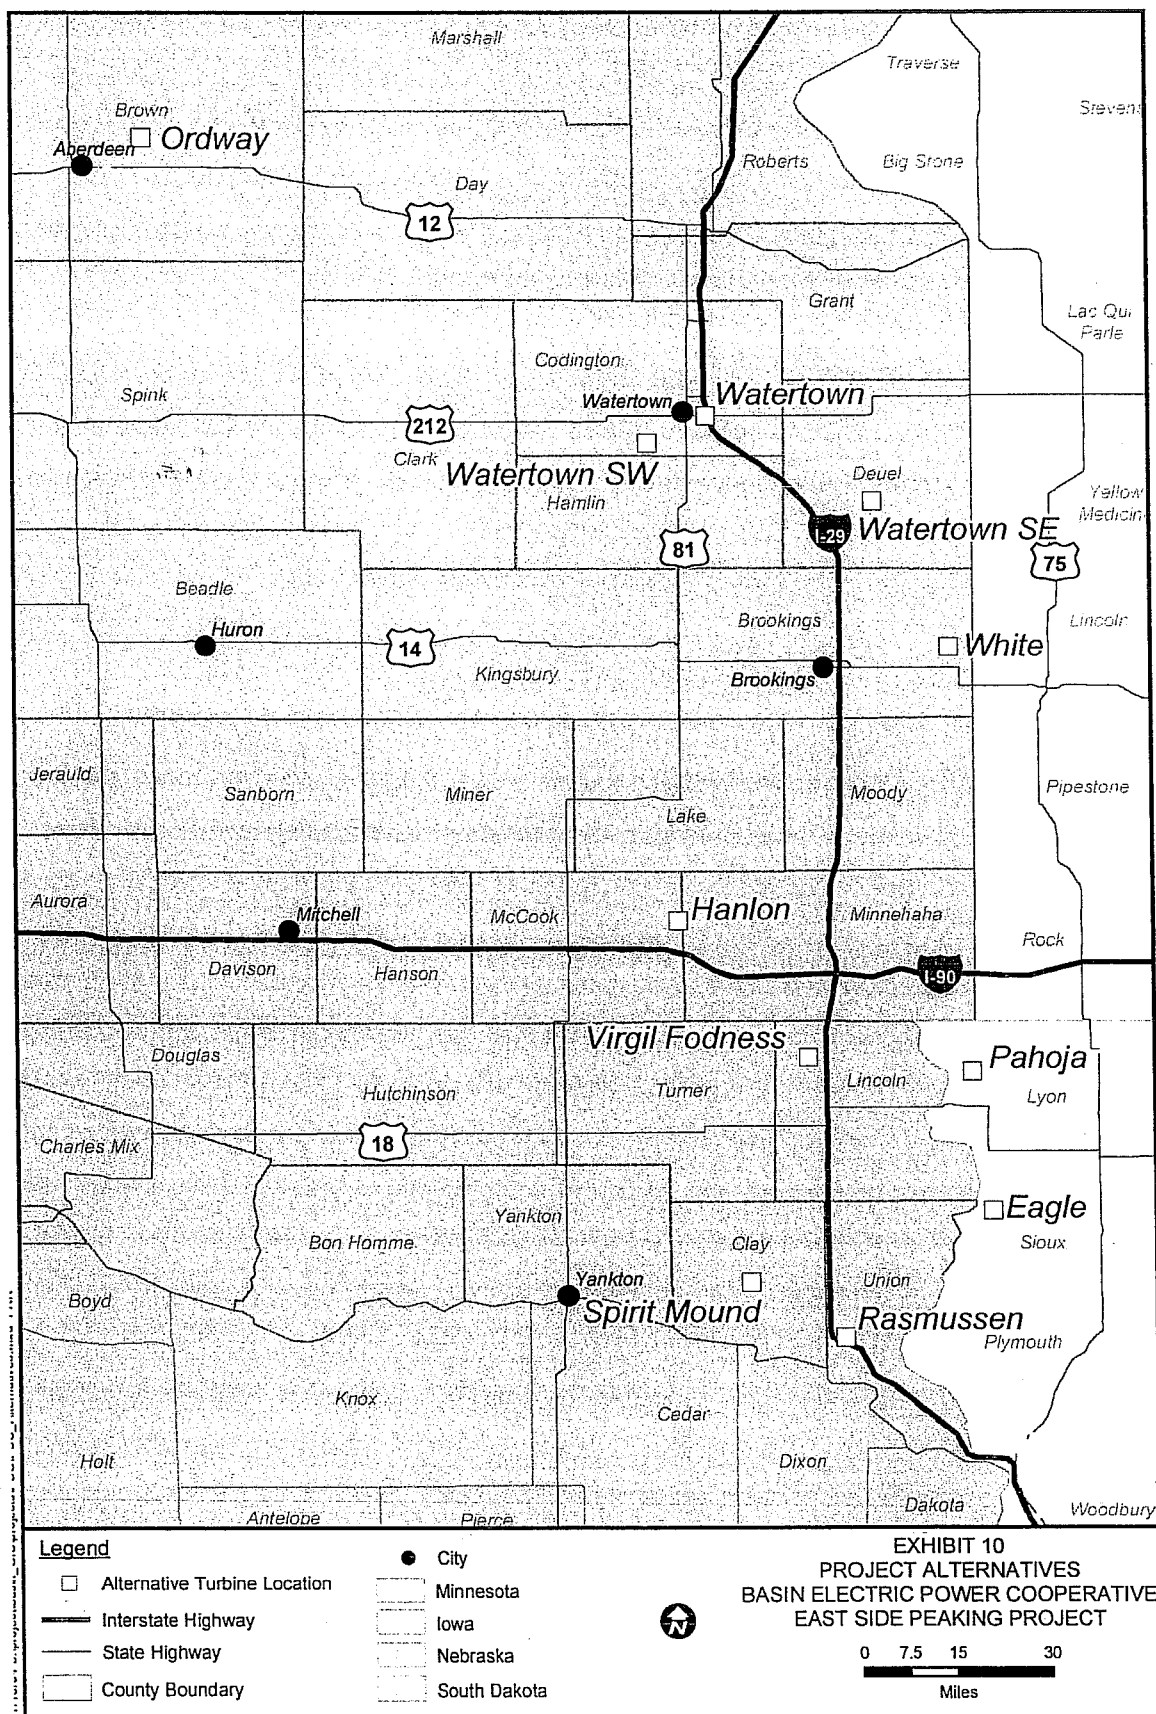 Marshall
Traverse
Stevens
Brown
Ordway
Aberdeen
Roberts
Big Stone
Day
12
Grant
Lac Qui
Parle
Codington
Spink
Watertown
Watertown
212
Clark
Watertown SW
Hamlin
Deuel
Yellow
Medicin
I-29
Watertown SE
81
75
Beadle
Huron
Brookings
Lincoln
14
White
Kingsbury
Brookings
Jerauld
Sanborn
Miner
Moody
Pipestone
Lake
Aurora
Mitchell
McCook
Hanlon
Minnehaha
Rock
Davison
Hanson
I-90
Virgil Fodness
Douglas
Pahoja
Hutchinson
Turner
Lincoln
Lyon
18
Charles Mix
Yankton
Eagle
Bon Homme
Clay
Sioux
Yankton
Union
Boyd
Spirit Mound
Rasmussen
Plymouth
Knox
Cedar
Holt
Dixon
Dakota
Woodbury
Antelope
Pierce
Legend
Alternative Turbine Location
Interstate Highway
State Highway
County Boundary
City
Minnesota
Iowa
Nebraska
South Dakota
N
EXHIBIT 10
PROJECT ALTERNATIVES
BASIN ELECTRIC POWER COOPERATIVE
EAST SIDE PEAKING PROJECT
0 7.5 15 30
Miles